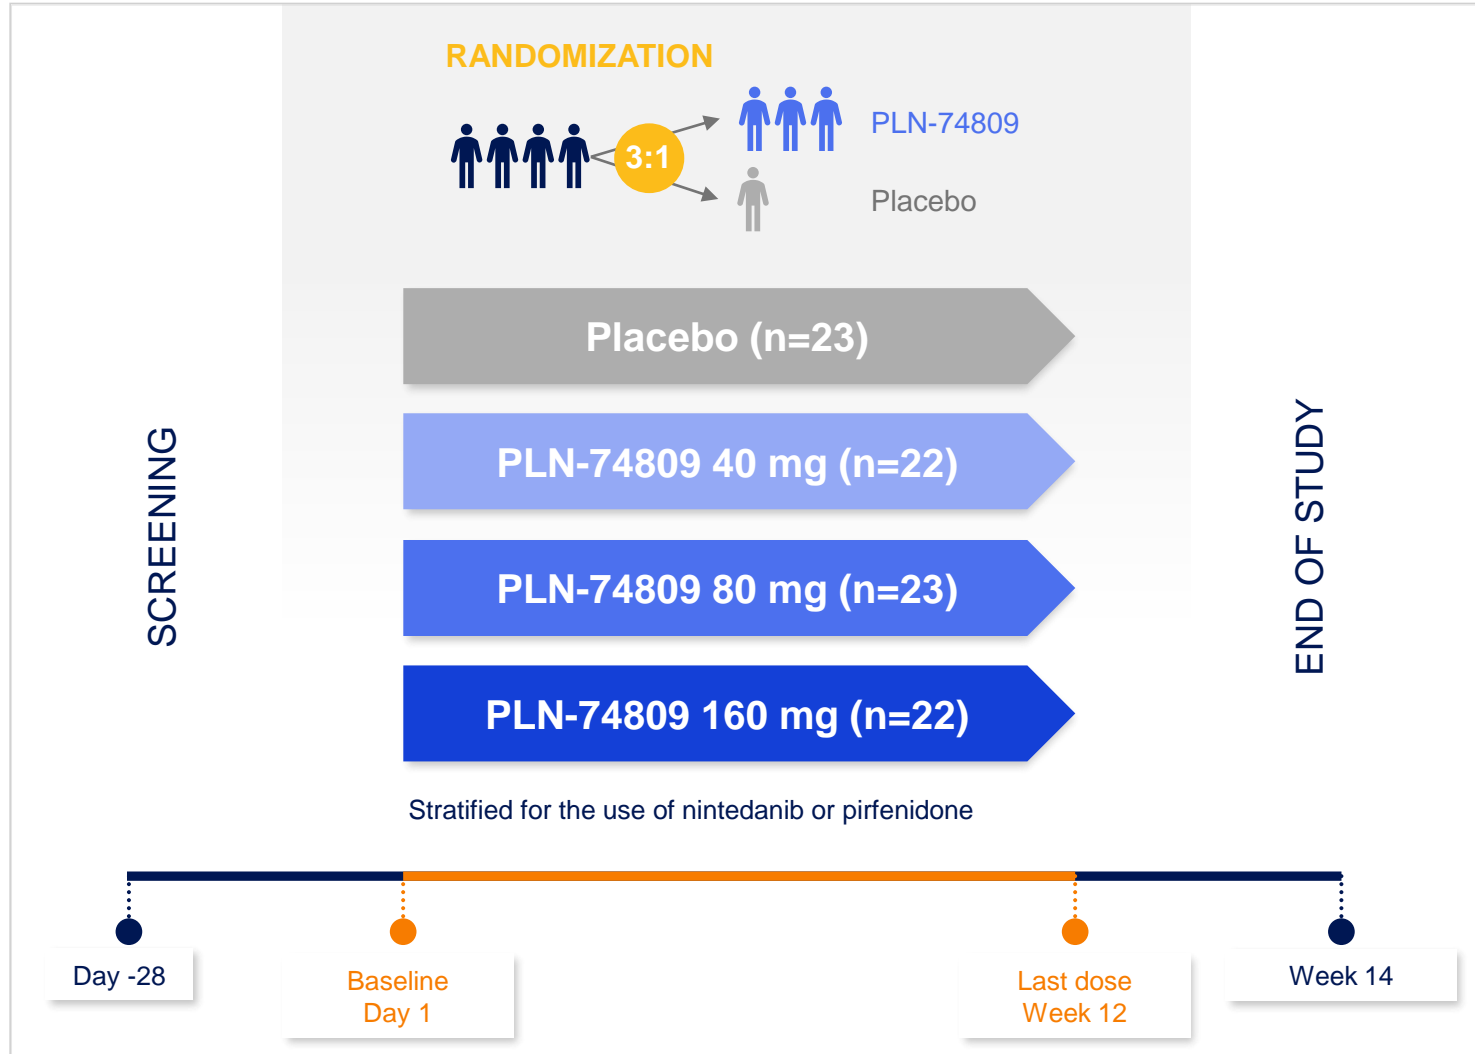 RANDOMIZATION
3:1
PLN-74809
Placebo
Placebo (n=23)
PLN-74809 40 mg (n=22)
PLN-74809 80 mg (n=23)
PLN-74809 160 mg (n=22)
SCREENING
END OF STUDY
Stratified for the use of nintedanib or pirfenidone
Day -28
Baseline
Day 1
Last dose
Week 12
Week 14